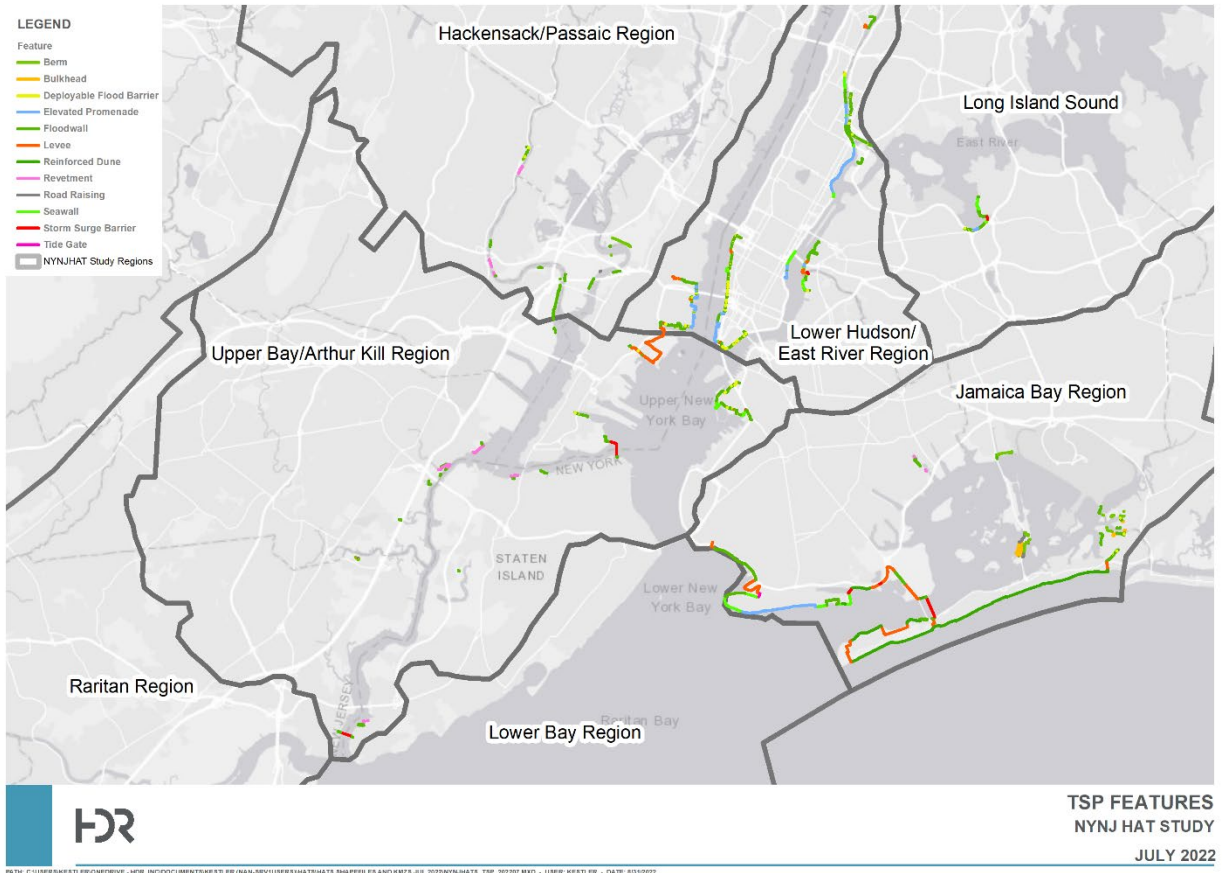 LEGEND
Feature
Berm
Bulkhead
Deployable Flood Barrier
Elevated Promenade
Floodwall
Levee
Reinforced Dune
Revetment
Road Raising
Seawall
Storm Surge Barrier
Tide Gate
NYNJHAT Study Regions
Hackensack/Passaic Region
Long Island Sound
East River
Upper Bay/Arthur Kill Region
Lower Hudson/
East River Region
Jamaica Bay Region
Upper New
York Bay
NEW YORK
STATEN
ISLAND
Lower New
York Bay
Raritan Region
NEW JERSEY
Lower Bay Region
Raritan Bay
HDR
TSP FEATURES
NYNJ HAT STUDY
JULY 2022